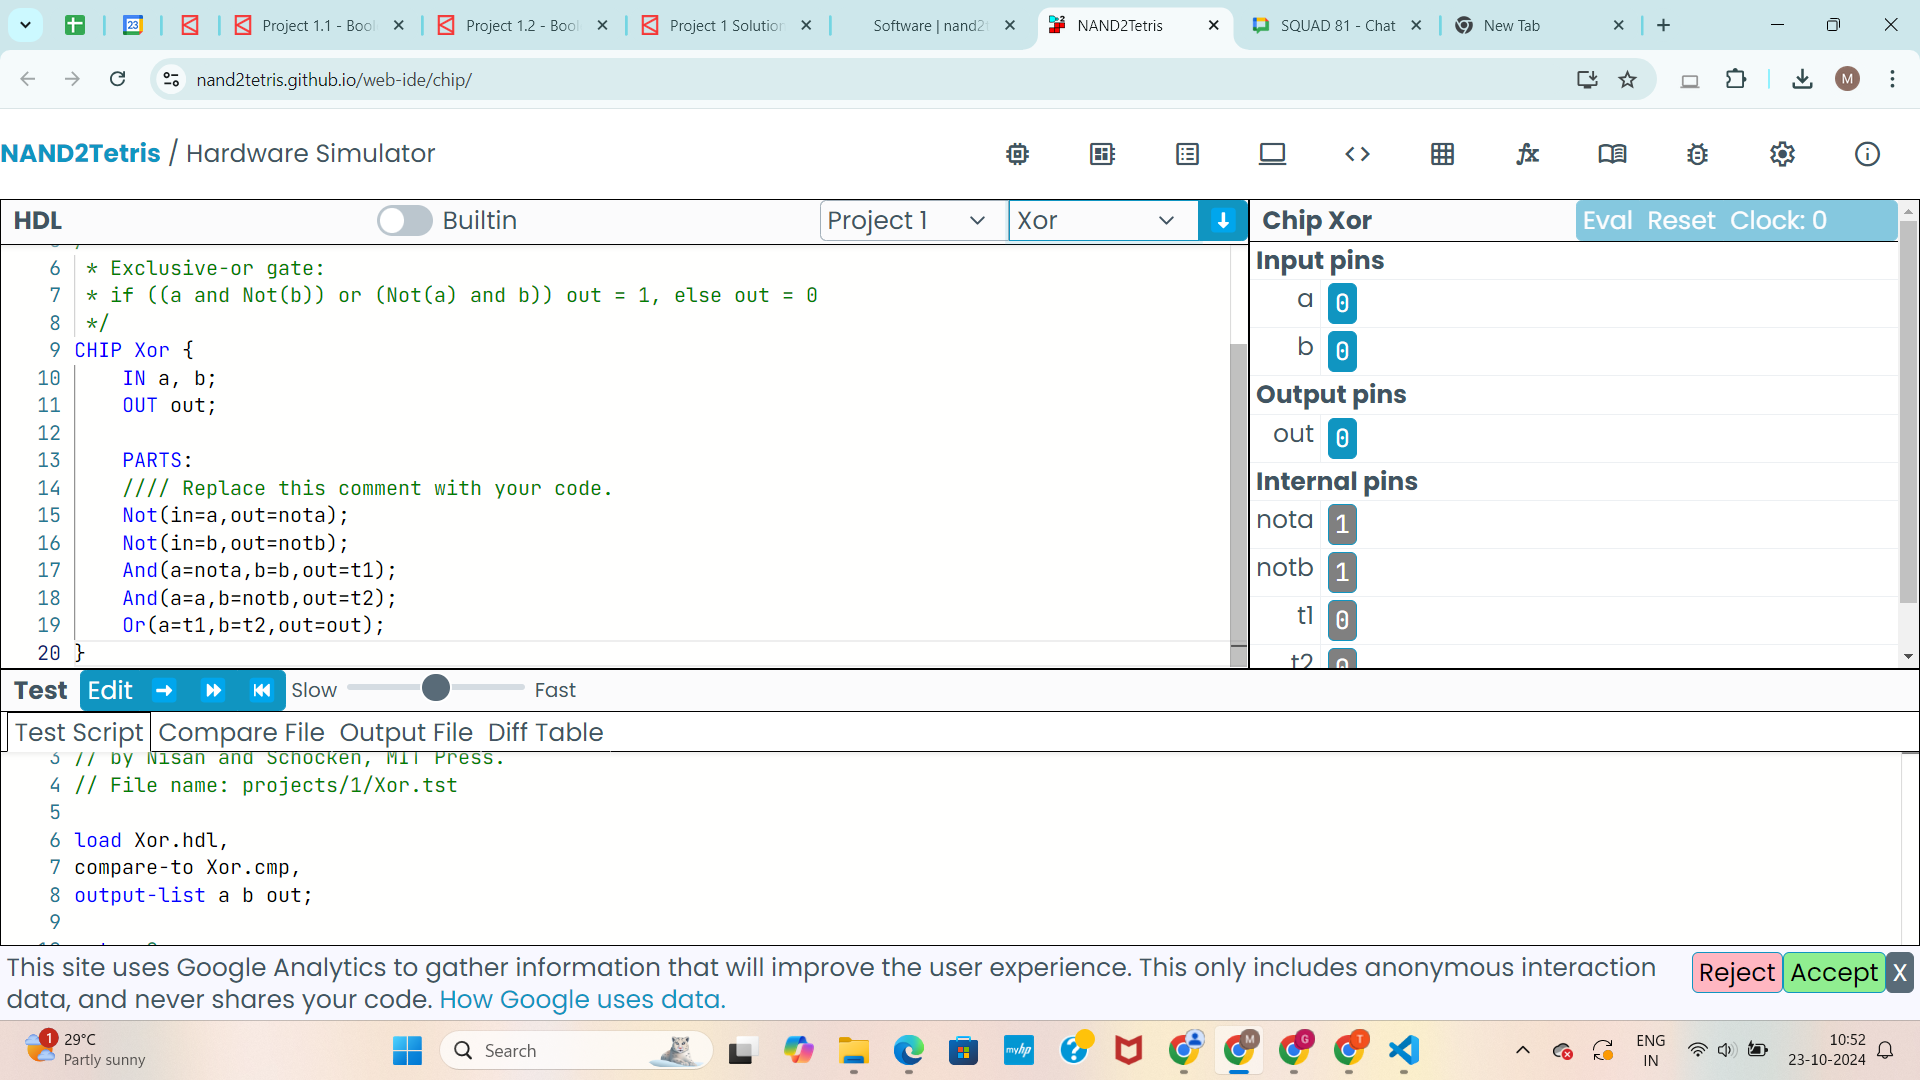 23
Project 1.1 - Bool
Project 1.2 - Bool
Project 1 Solution
Software | nand2t
NAND2Tetris
SQUAD 81 - Chat
New Tab
nand2tetris.github.io/web-ide/chip/
M
NAND2Tetris / Hardware Simulator
HDL
Builtin
Project 1
Xor
Chip Xor
Eval Reset Clock: 0
6 * Exclusive-or gate:
7 * if ((a and Not(b)) or (Not(a) and b)) out = 1, else out = 0
8 */
9 CHIP Xor {
10 IN a, b;
11 OUT out;
12
13 PARTS:
14 //// Replace this comment with your code.
15 Not(in=a,out=nota);
16 Not(in=b,out=notb);
17 And(a=nota,b=b,out=t1);
18 And(a=a,b=notb,out=t2);
19 Or(a=t1,b=t2,out=out);
20 }
Input pins
a 0
b 0
Output pins
out 0
Internal pins
nota 1
notb 1
t1 0
t2 0
Test Edit Slow Fast
Test Script Compare File Output File Diff Table
3 // by Nisan and Schocken, MIT Press.
4 // File name: projects/1/Xor.tst
5
6 load Xor.hdl,
7 compare-to Xor.cmp,
8 output-list a b out;
9
This site uses Google Analytics to gather information that will improve the user experience. This only includes anonymous interaction
data, and never shares your code. How Google uses data.
Reject Accept X
1
29°C
Partly sunny
Search
myhp
M
G
T
ENG
IN
10:52
23-10-2024